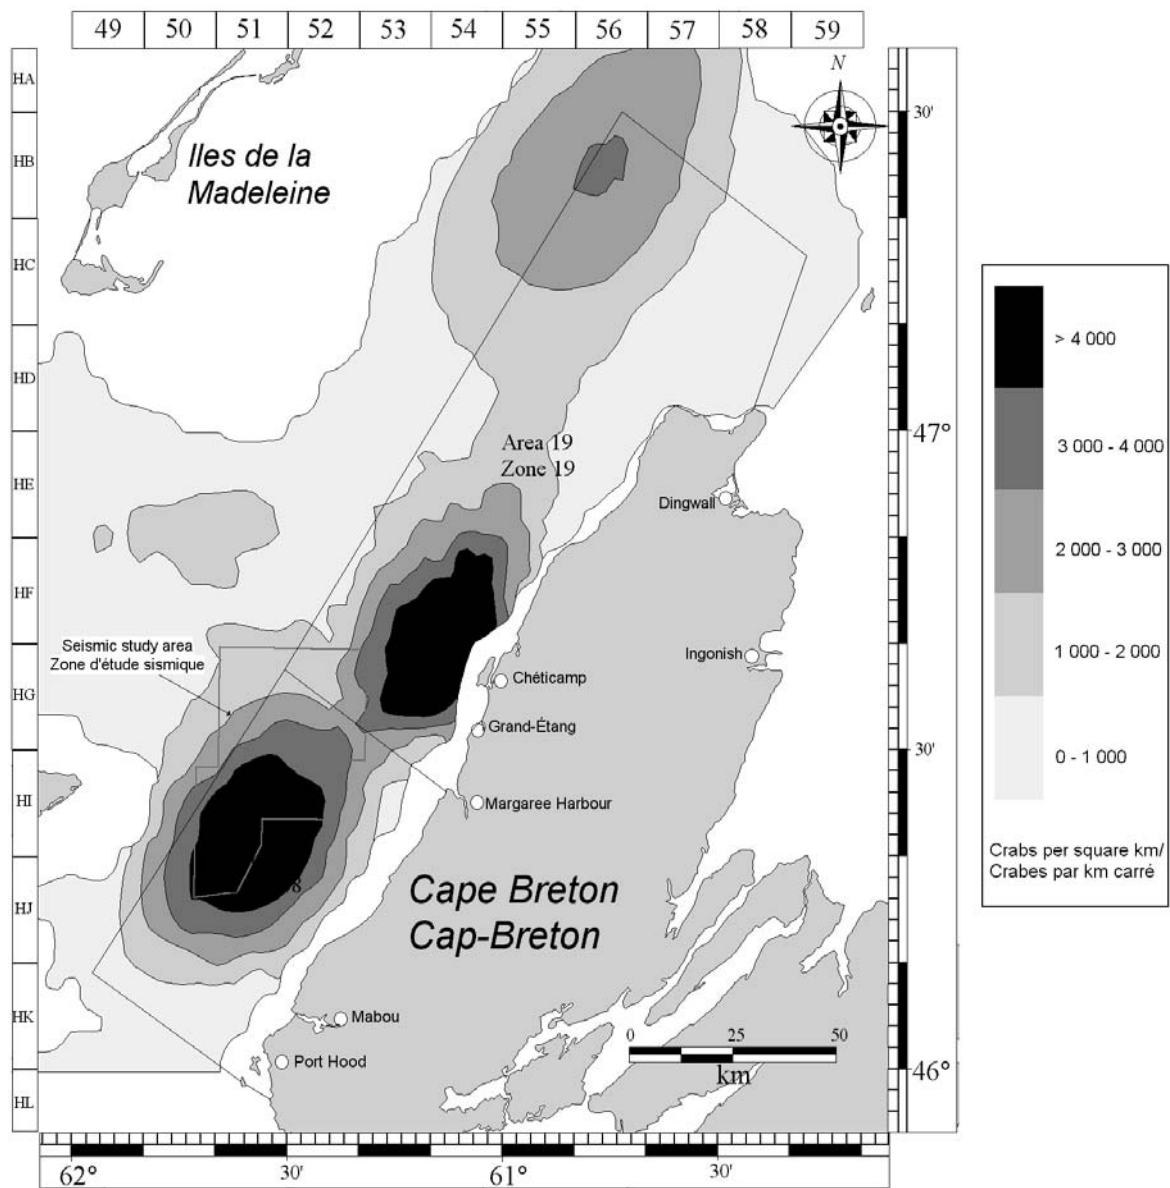 49 50 51 52 53 54 55 56 57 58 59
N
HA
30'
HB
Iles de la
Madeleine
HC
> 4 000
HD
Area 19
Zone 19
47°
3 000 - 4 000
HE
Dingwall
2 000 - 3 000
HF
Seismic study area
Zone d'étude sismique
Ingonish
1 000 - 2 000
HG
Chéticamp
Grand-Étang
30'
0 - 1 000
HI
Margaree Harbour
Crabs per square km/
Crabes par km carré
8
HJ
Cape Breton
Cap-Breton
HK
Mabou
0 25 50
km
Port Hood
46°
HL
62° 30' 61° 30'